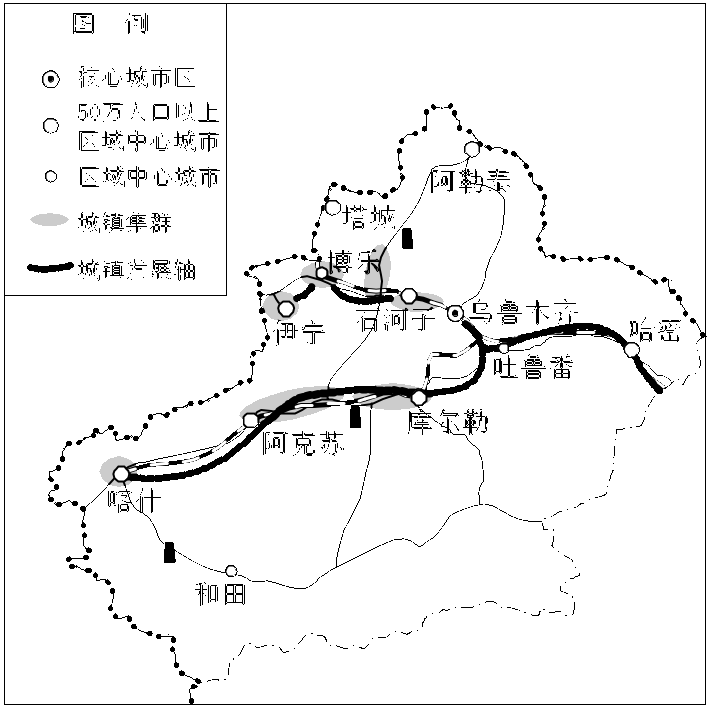 图 例
核心城市区
50万人口以上
区域中心城市
区域中心城市
城镇集群
城镇发展轴
阿勒泰
塔城
博乐
伊宁
石河子
乌鲁木齐
哈密
吐鲁番
库尔勒
阿克苏
喀什
和田